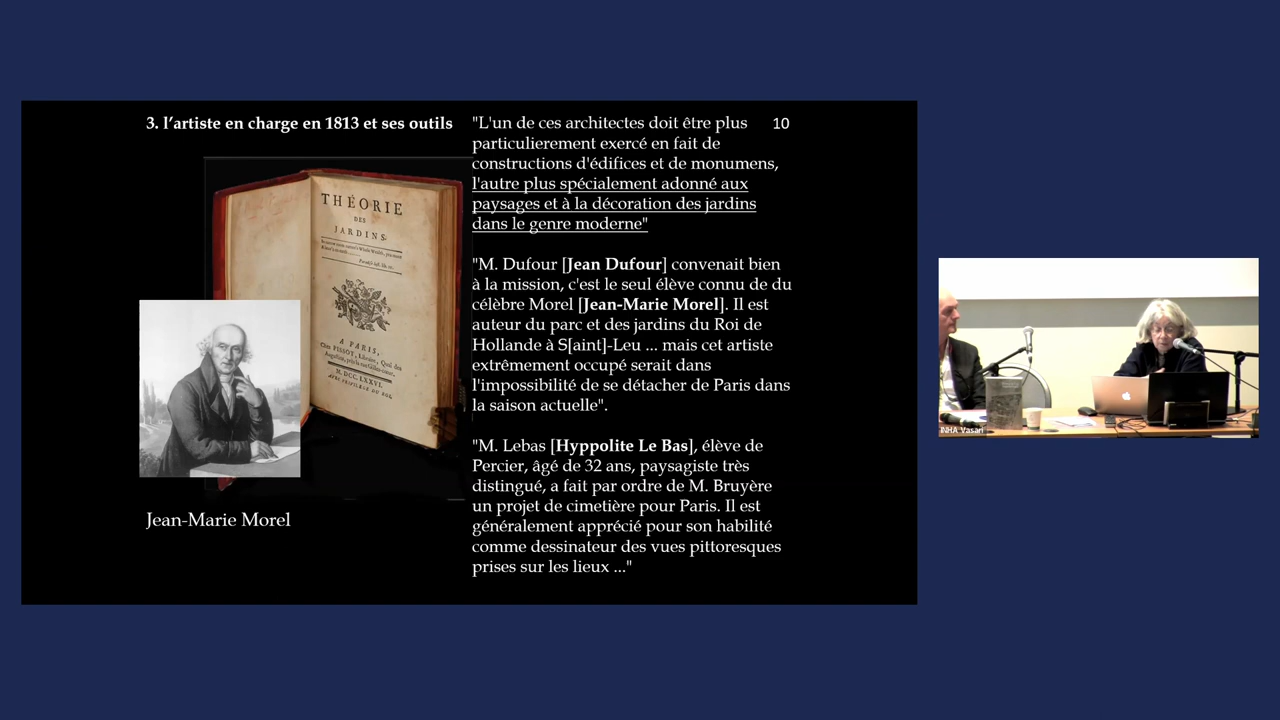 3. l’artiste en charge en 1813 et ses outils
THÉORIE
DES
JARDINS.
A PARIS,
M. DCC. LXXVI.
AVEC PRIVILEGE DU ROI.
Jean-Marie Morel
"L'un de ces architectes doit être plus
10
particulierement exercé en fait de
constructions d'édifices et de monumens,
l'autre plus spécialement adonné aux
paysages et à la décoration des jardins
dans le genre moderne"
"M. Dufour [Jean Dufour] convenait bien
à la mission, c'est le seul élève connu de du
célèbre Morel [Jean-Marie Morel]. Il est
auteur du parc et des jardins du Roi de
Hollande à S[aint]-Leu ... mais cet artiste
extrêmement occupé serait dans
l'impossibilité de se détacher de Paris dans
la saison actuelle".
"M. Lebas [Hyppolite Le Bas], élève de
Percier, âgé de 32 ans, paysagiste très
distingué, a fait par ordre de M. Bruyère
un projet de cimetière pour Paris. Il est
généralement apprécié pour son habilité
comme dessinateur des vues pittoresques
prises sur les lieux ..."
INHA Vasari